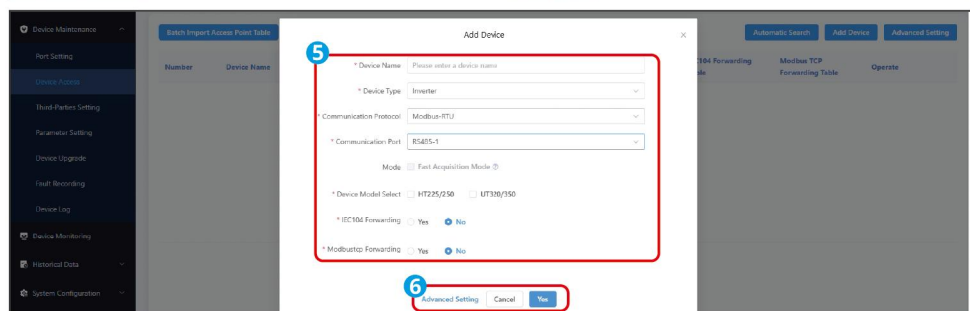 Device Maintenance
Port Setting
Device Access
Third-Parties Setting
Parameter Setting
Device Upgrade
Fault Recording
Device Log
Device Monitoring
Historical Data
System Configuration
Batch Import Access Point Table
Automatic Search
Add Device
Advanced Setting
Number
Device Name
C104 Forwarding
Modbus TCP
Forwarding Table
Operate
Add Device
5
* Device Name Please enter a device name
* Device Type Inverter
* Communication Protocol Modbus-RTU
* Communication Port RS485-1
Mode Fast Acquisition Mode
* Device Model Select HT225/250 UT320/350
* IEC104 Forwarding Yes No
* Modbustcp Forwarding Yes No
6
Advanced Setting Cancel Yes